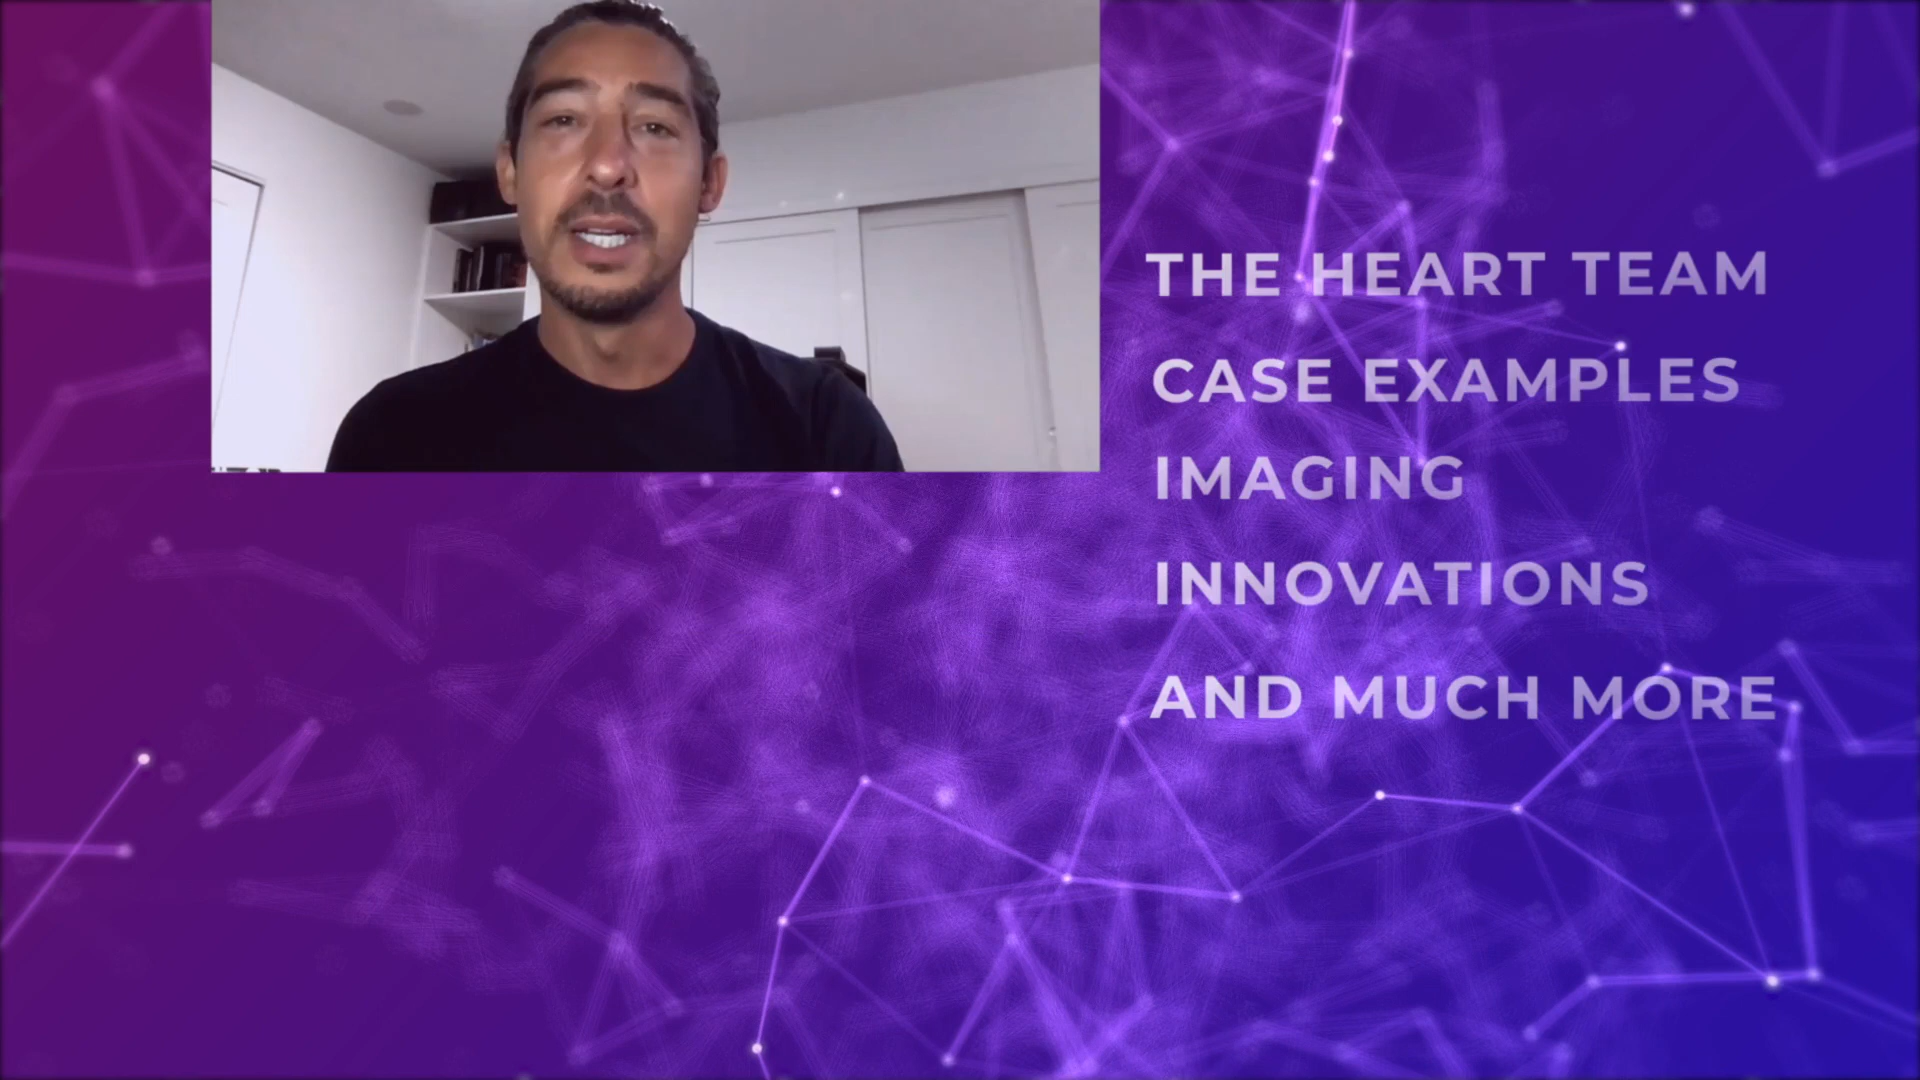 THE HEART TEAM
CASE EXAMPLES
IMAGING
INNOVATIONS
AND MUCH MORE